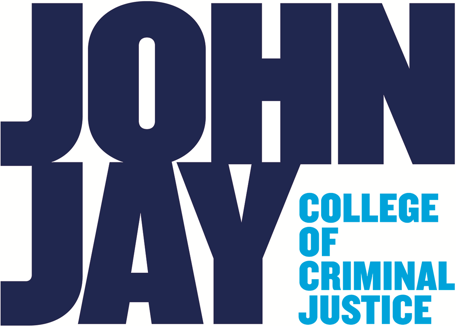 JOHN
JAY
COLLEGE
OF
CRIMINAL
JUSTICE